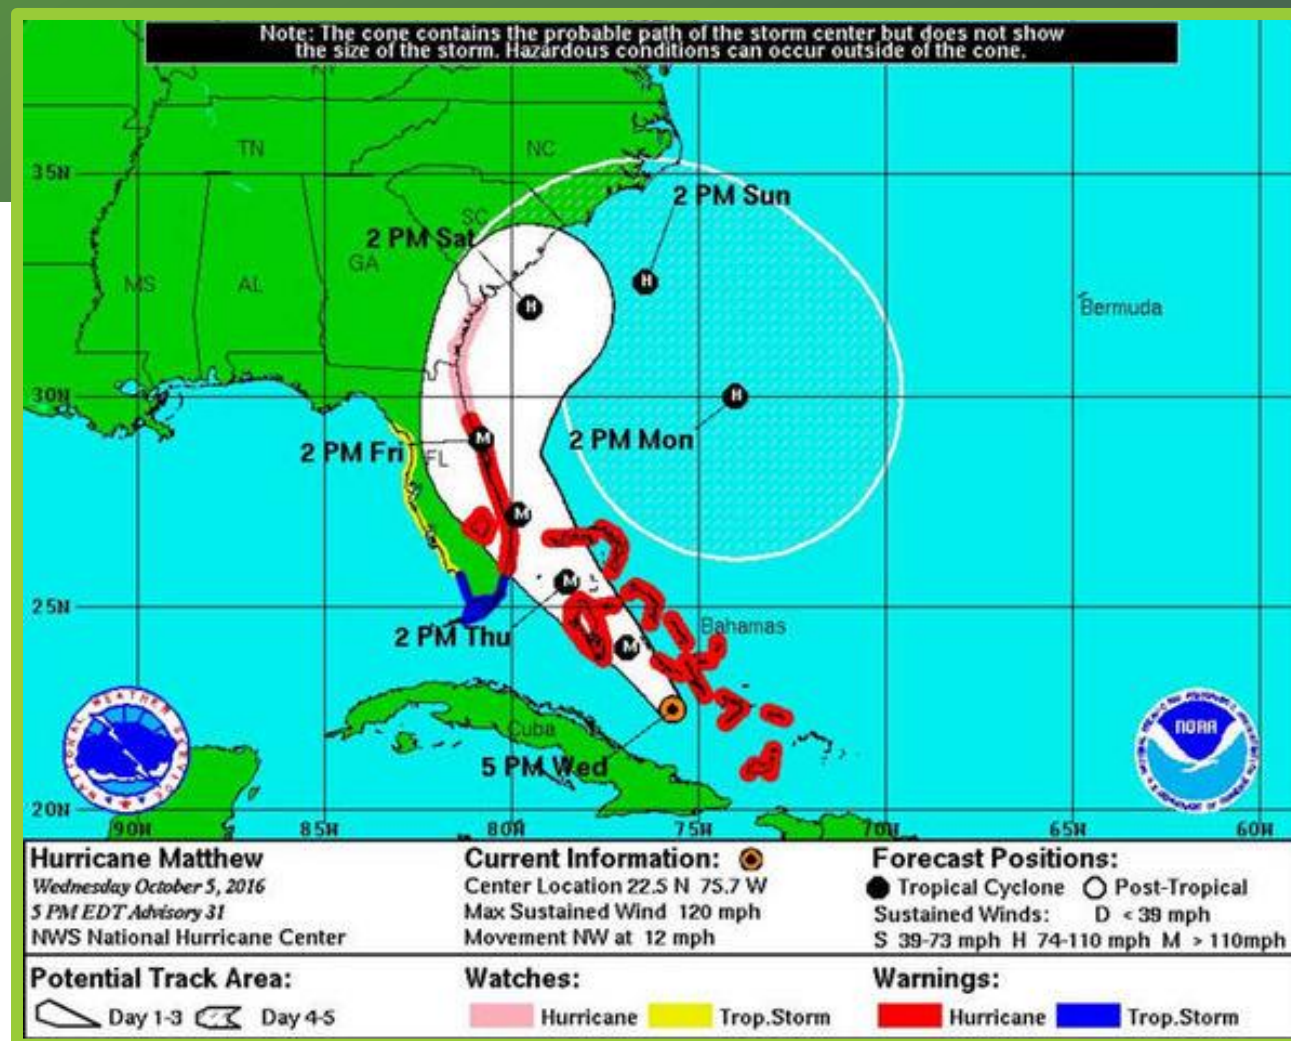 Note: The cone contains the probable path of the storm center but does not show
the size of the storm. Hazardous conditions can occur outside of the cone.
TN
NC
35N
2 PM Sun
SC
2 PM Sat
GA
MS
AL
Bermuda
30N
2 PM Mon
2 PM Fri
FL
H
H
H
M
M
M
M
25N
2 PM Thu
Bahamas
Cuba
5 PM Wed
NATIONAL WEATHER SERVICE
NOAA
20N
90W
85W
80W
75W
70W
65W
60W
Hurricane Matthew
Wednesday October 5, 2016
5 PM EDT Advisory 31
NWS National Hurricane Center
Current Information:
Center Location 22.5 N 75.7 W
Max Sustained Wind 120 mph
Movement NW at 12 mph
Forecast Positions:
Tropical Cyclone
Post-Tropical
Sustained Winds: D < 39 mph
S 39-73 mph H 74-110 mph M > 110mph
Potential Track Area:
Day 1-3
Day 4-5
Watches:
Hurricane
Trop.Storm
Warnings:
Hurricane
Trop.Storm